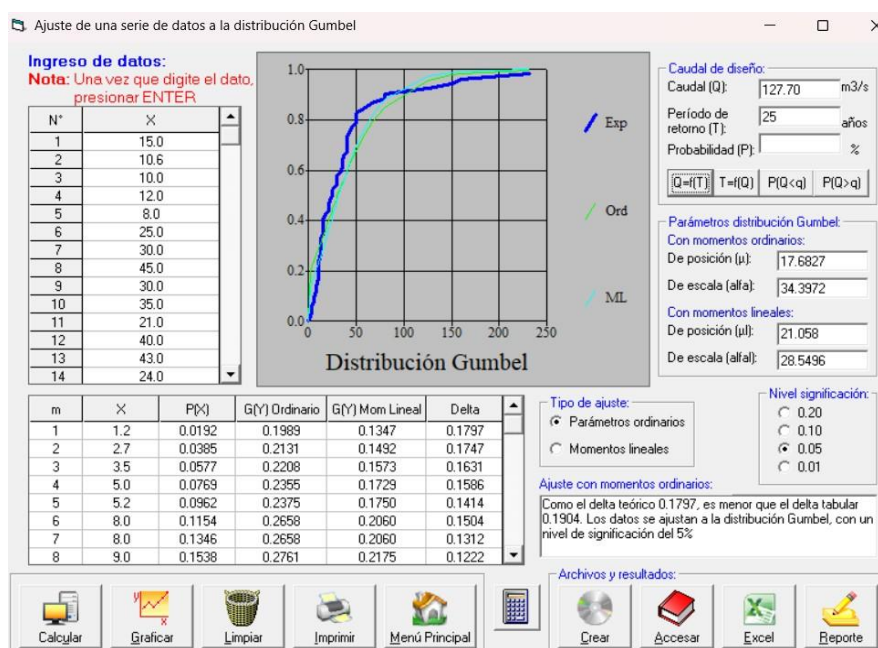 Ajuste de una serie de datos a la distribución Gumbel
Ingreso de datos:
Nota: Una vez que digite el dato,
presionar ENTER
N° X
1 15.0
2 10.6
3 10.0
4 12.0
5 8.0
6 25.0
7 30.0
8 45.0
9 30.0
10 35.0
11 21.0
12 40.0
13 43.0
14 24.0
1.0
0.8
0.6
0.4
0.2
0.0
0 50 100 150 200 250
Distribución Gumbel
Exp
Ord
ML
Caudal de diseño:
Caudal (Q): 127.70 m3/s
Período de
retorno (T): 25 años
Probabilidad (P): %
Q=f(T) T=f(Q) P(Q<q) P(Q>q)
Parámetros distribución Gumbel:
Con momentos ordinarios:
De posición (µ): 17.6827
De escala (alfa): 34.3972
Con momentos lineales:
De posición (µl): 21.058
De escala (alfal): 28.5496
m X P(X) G(Y) Ordinario G(Y) Mom Lineal Delta
1 1.2 0.0192 0.1989 0.1347 0.1797
2 2.7 0.0385 0.2131 0.1492 0.1747
3 3.5 0.0577 0.2208 0.1573 0.1631
4 5.0 0.0769 0.2355 0.1729 0.1586
5 5.2 0.0962 0.2375 0.1750 0.1414
6 8.0 0.1154 0.2658 0.2060 0.1504
7 8.0 0.1346 0.2658 0.2060 0.1312
8 9.0 0.1538 0.2761 0.2175 0.1222
Tipo de ajuste:
Parámetros ordinarios
Momentos lineales
Nivel significación:
0.20
0.10
0.05
0.01
Ajuste con momentos ordinarios:
Como el delta teórico 0.1797, es menor que el delta tabular
0.1904. Los datos se ajustan a la distribución Gumbel, con un
nivel de significación del 5%
Archivos y resultados:
Calcular Graficar Limpiar Imprimir Menú Principal Crear Accesar Excel Reporte